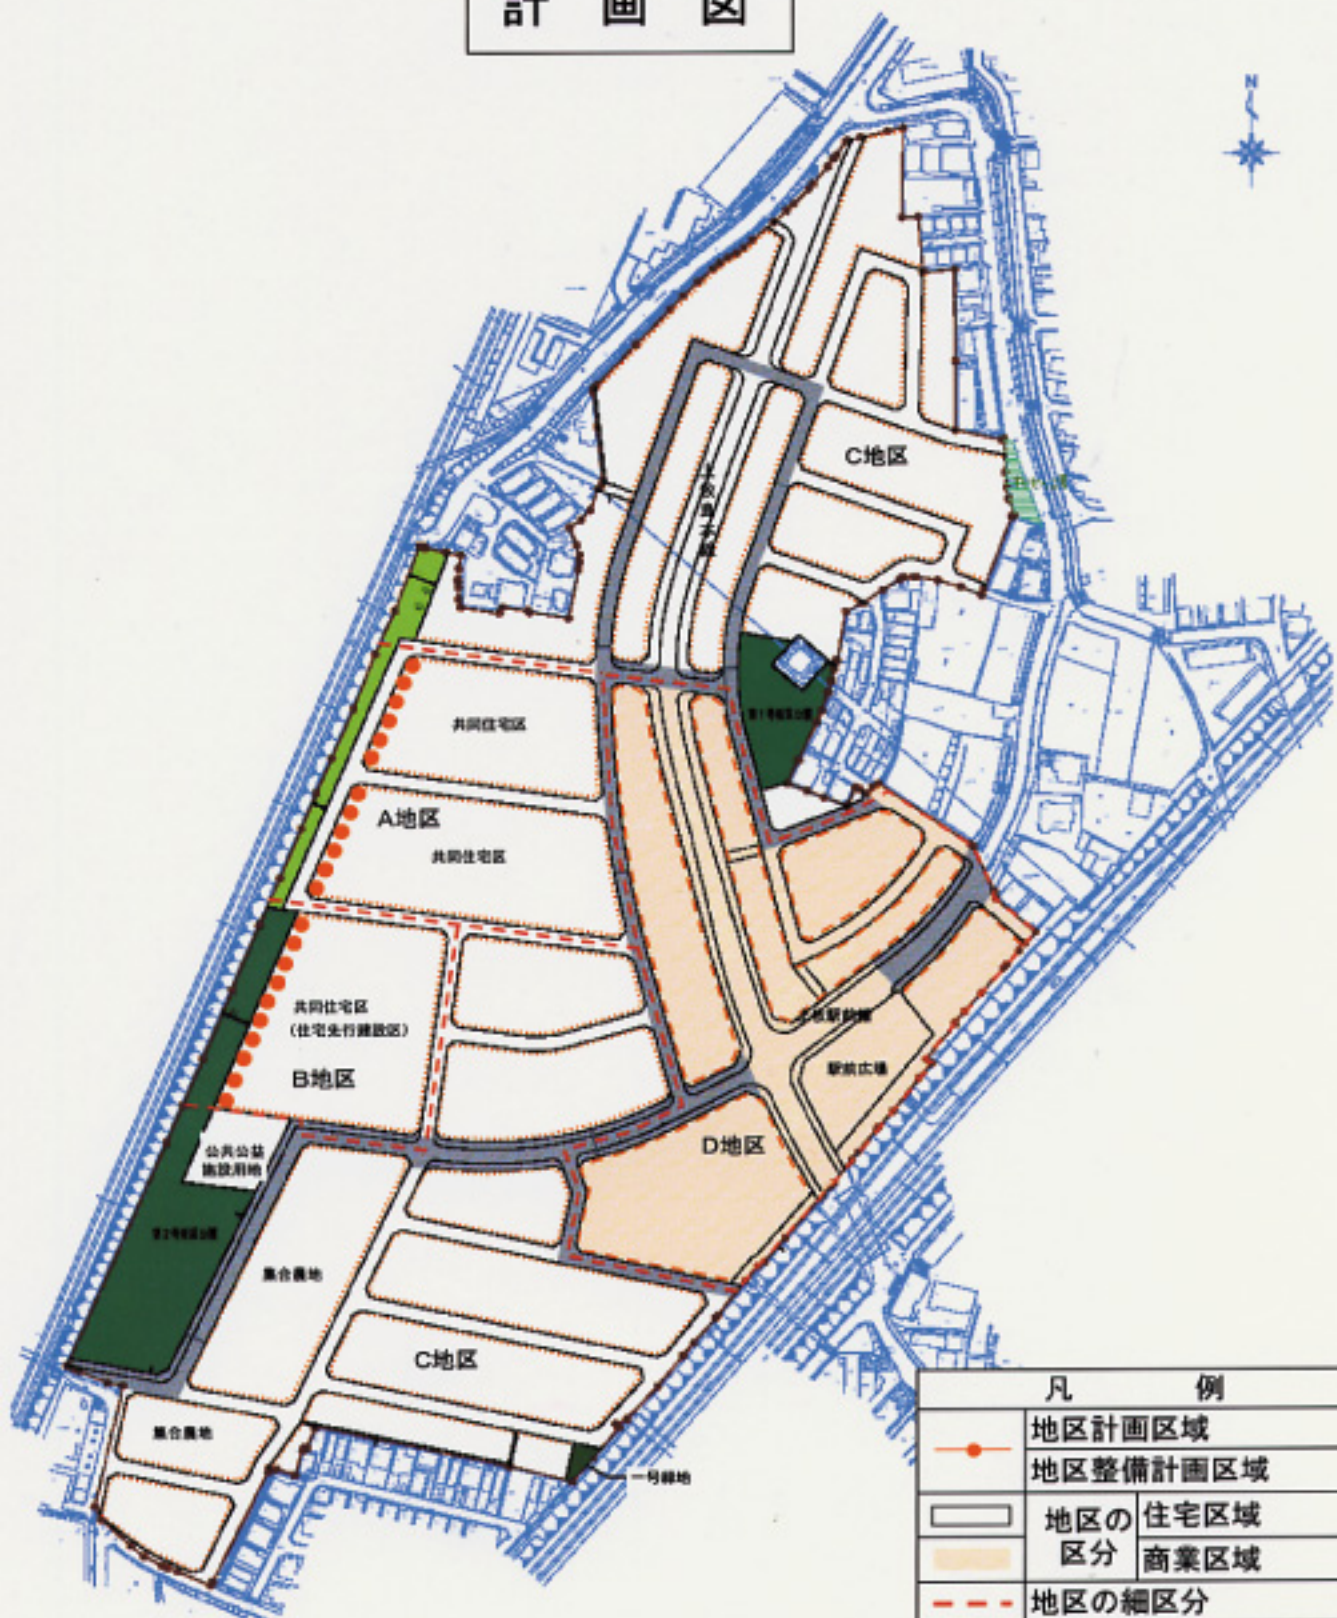 計 画 図
N
C地区
共同住宅区
A地区
共同住宅区
共同住宅区
(住宅先行建設区)
B地区
駅前広場
公共公益
施設用地
D地区
集合農地
C地区
集合農地
一号緑地
凡 例
地区計画区域
地区整備計画区域
地区の
区分
住宅区域
商業区域
地区の細区分